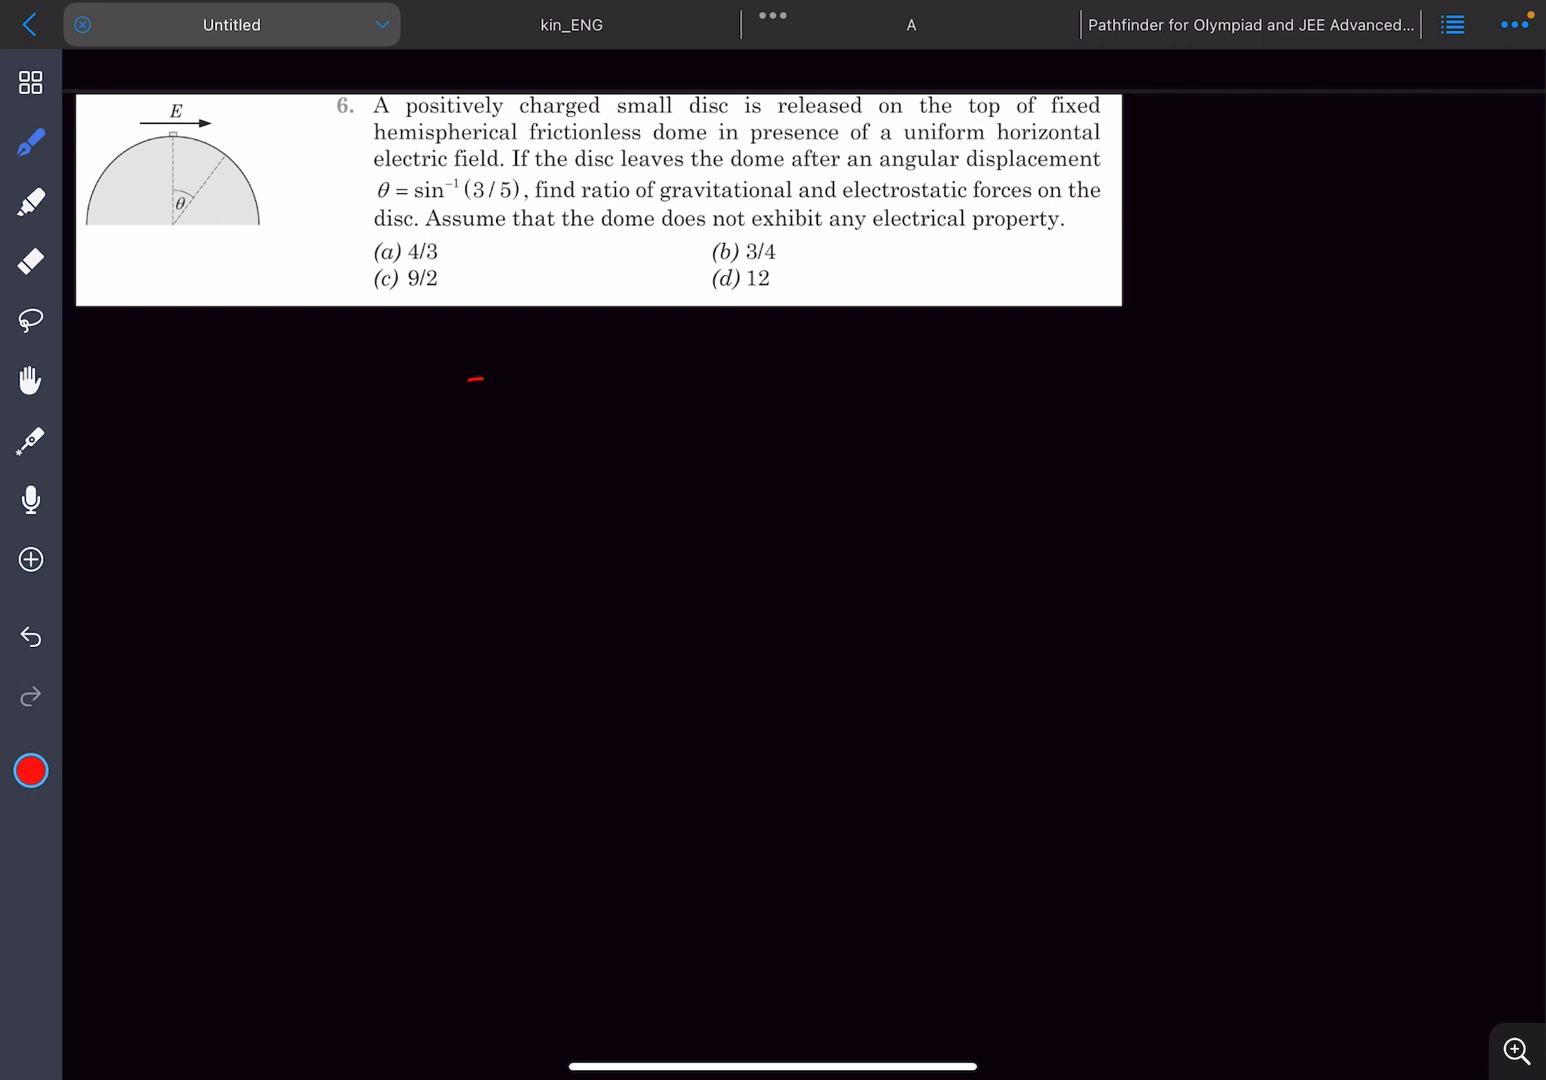 Untitled
kin_ENG
A
Pathfinder for Olympiad and JEE Advanced...
E
θ
6. A positively charged small disc is released on the top of fixed
hemispherical frictionless dome in presence of a uniform horizontal
electric field. If the disc leaves the dome after an angular displacement
θ = sin⁻¹(3/5), find ratio of gravitational and electrostatic forces on the
disc. Assume that the dome does not exhibit any electrical property.
(a) 4/3 (b) 3/4
(c) 9/2 (d) 12